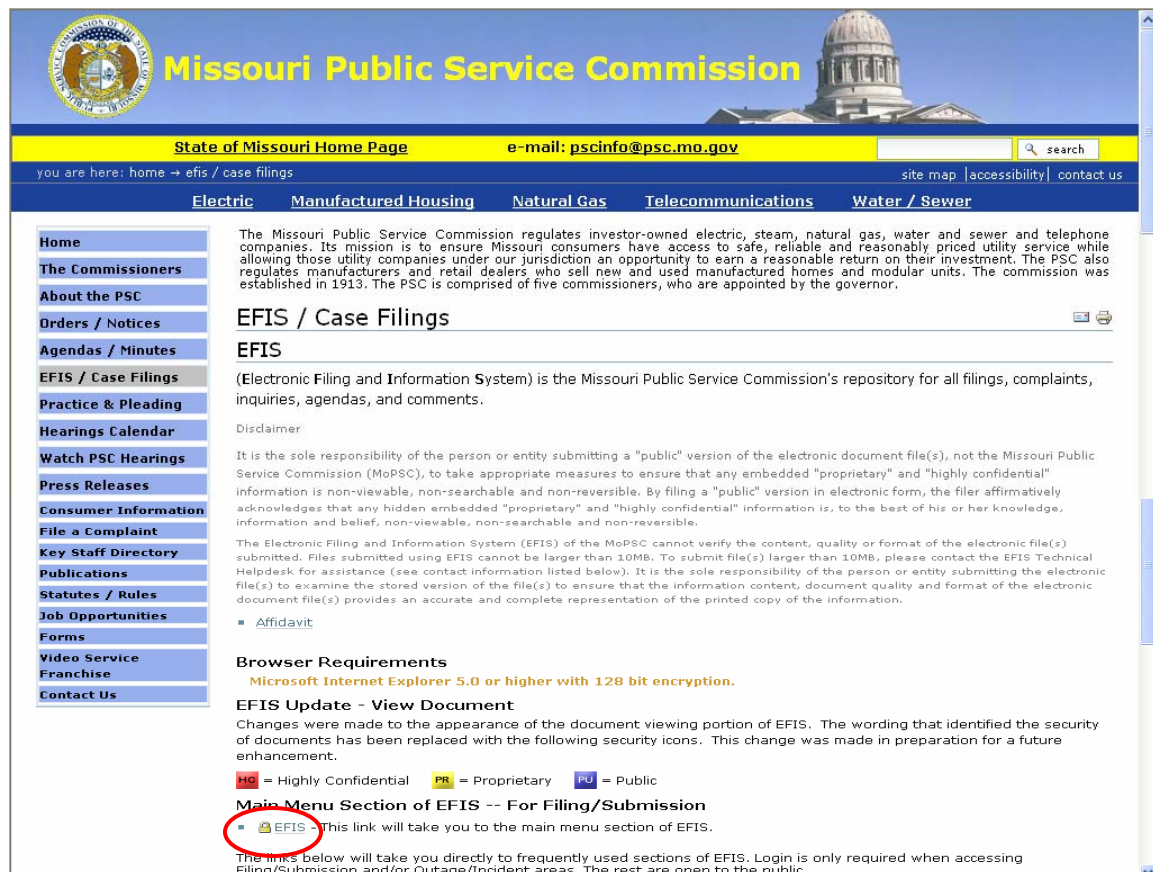 Missouri Public Service Commission
State of Missouri Home Page e-mail: pscinfo@psc.mo.gov search
you are here: home → efis / case filings site map |accessibility| contact us
Electric Manufactured Housing Natural Gas Telecommunications Water / Sewer
Home
The Commissioners
About the PSC
Orders / Notices
Agendas / Minutes
EFIS / Case Filings
Practice & Pleading
Hearings Calendar
Watch PSC Hearings
Press Releases
Consumer Information
File a Complaint
Key Staff Directory
Publications
Statutes / Rules
Job Opportunities
Forms
Video Service
Franchise
Contact Us
The Missouri Public Service Commission regulates investor-owned electric, steam, natural gas, water and sewer and telephone
companies. Its mission is to ensure Missouri consumers have access to safe, reliable and reasonably priced utility service while
allowing those utility companies under our jurisdiction an opportunity to earn a reasonable return on their investment. The PSC also
regulates manufacturers and retail dealers who sell new and used manufactured homes and modular units. The commission was
established in 1913. The PSC is comprised of five commissioners, who are appointed by the governor.
EFIS / Case Filings
EFIS
(Electronic Filing and Information System) is the Missouri Public Service Commission's repository for all filings, complaints,
inquiries, agendas, and comments.
Disclaimer
It is the sole responsibility of the person or entity submitting a "public" version of the electronic document file(s), not the Missouri Public
Service Commission (MoPSC), to take appropriate measures to ensure that any embedded "proprietary" and "highly confidential"
information is non-viewable, non-searchable and non-reversible. By filing a "public" version in electronic form, the filer affirmatively
acknowledges that any hidden embedded "proprietary" and "highly confidential" information is, to the best of his or her knowledge,
information and belief, non-viewable, non-searchable and non-reversible.
The Electronic Filing and Information System (EFIS) of the MoPSC cannot verify the content, quality or format of the electronic file(s)
submitted. Files submitted using EFIS cannot be larger than 10MB. To submit file(s) larger than 10MB, please contact the EFIS Technical
Helpdesk for assistance (see contact information listed below). It is the sole responsibility of the person or entity submitting the electronic
file(s) to examine the stored version of the file(s) to ensure that the information content, document quality and format of the electronic
document file(s) provides an accurate and complete representation of the printed copy of the information.
Affidavit
Browser Requirements
Microsoft Internet Explorer 5.0 or higher with 128 bit encryption.
EFIS Update - View Document
Changes were made to the appearance of the document viewing portion of EFIS. The wording that identified the security
of documents has been replaced with the following security icons. This change was made in preparation for a future
enhancement.
HC = Highly Confidential PR = Proprietary PU = Public
Main Menu Section of EFIS -- For Filing/Submission
EFIS - This link will take you to the main menu section of EFIS.
The links below will take you directly to frequently used sections of EFIS. Login is only required when accessing
Filing/Submission and/or Outage/Incident areas. The rest are open to the public.